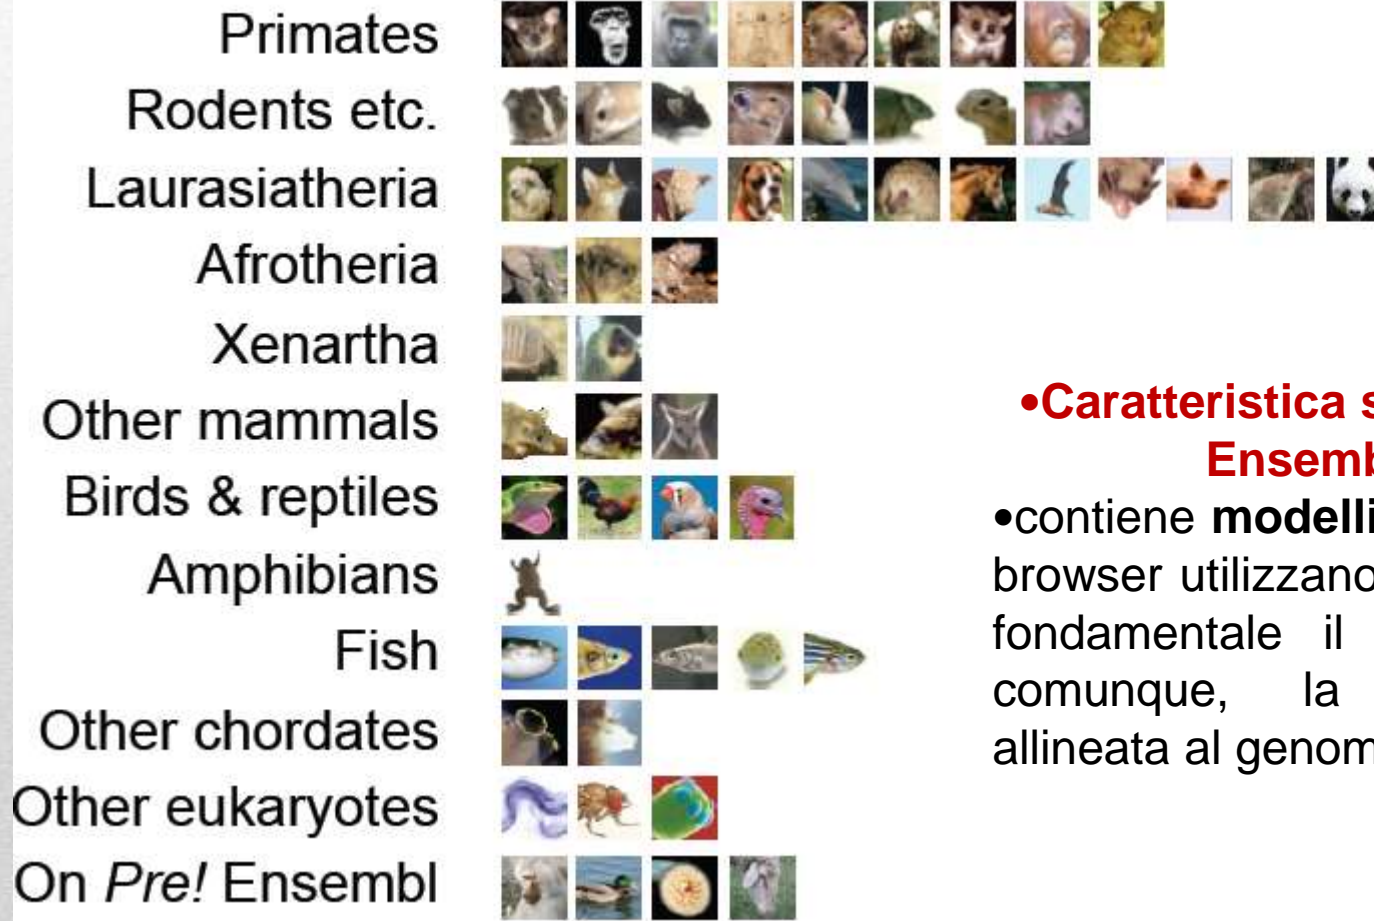 Primates
Rodents etc.
Laurasiatheria
Afrotheria
Xenartha
Other mammals
Birds & reptiles
Amphibians
Fish
Other chordates
Other eukaryotes
On Pre! Ensembl
•Caratteristica
•contiene modelli
browser utilizzano
fondamentale il
comunque, la
allineata al